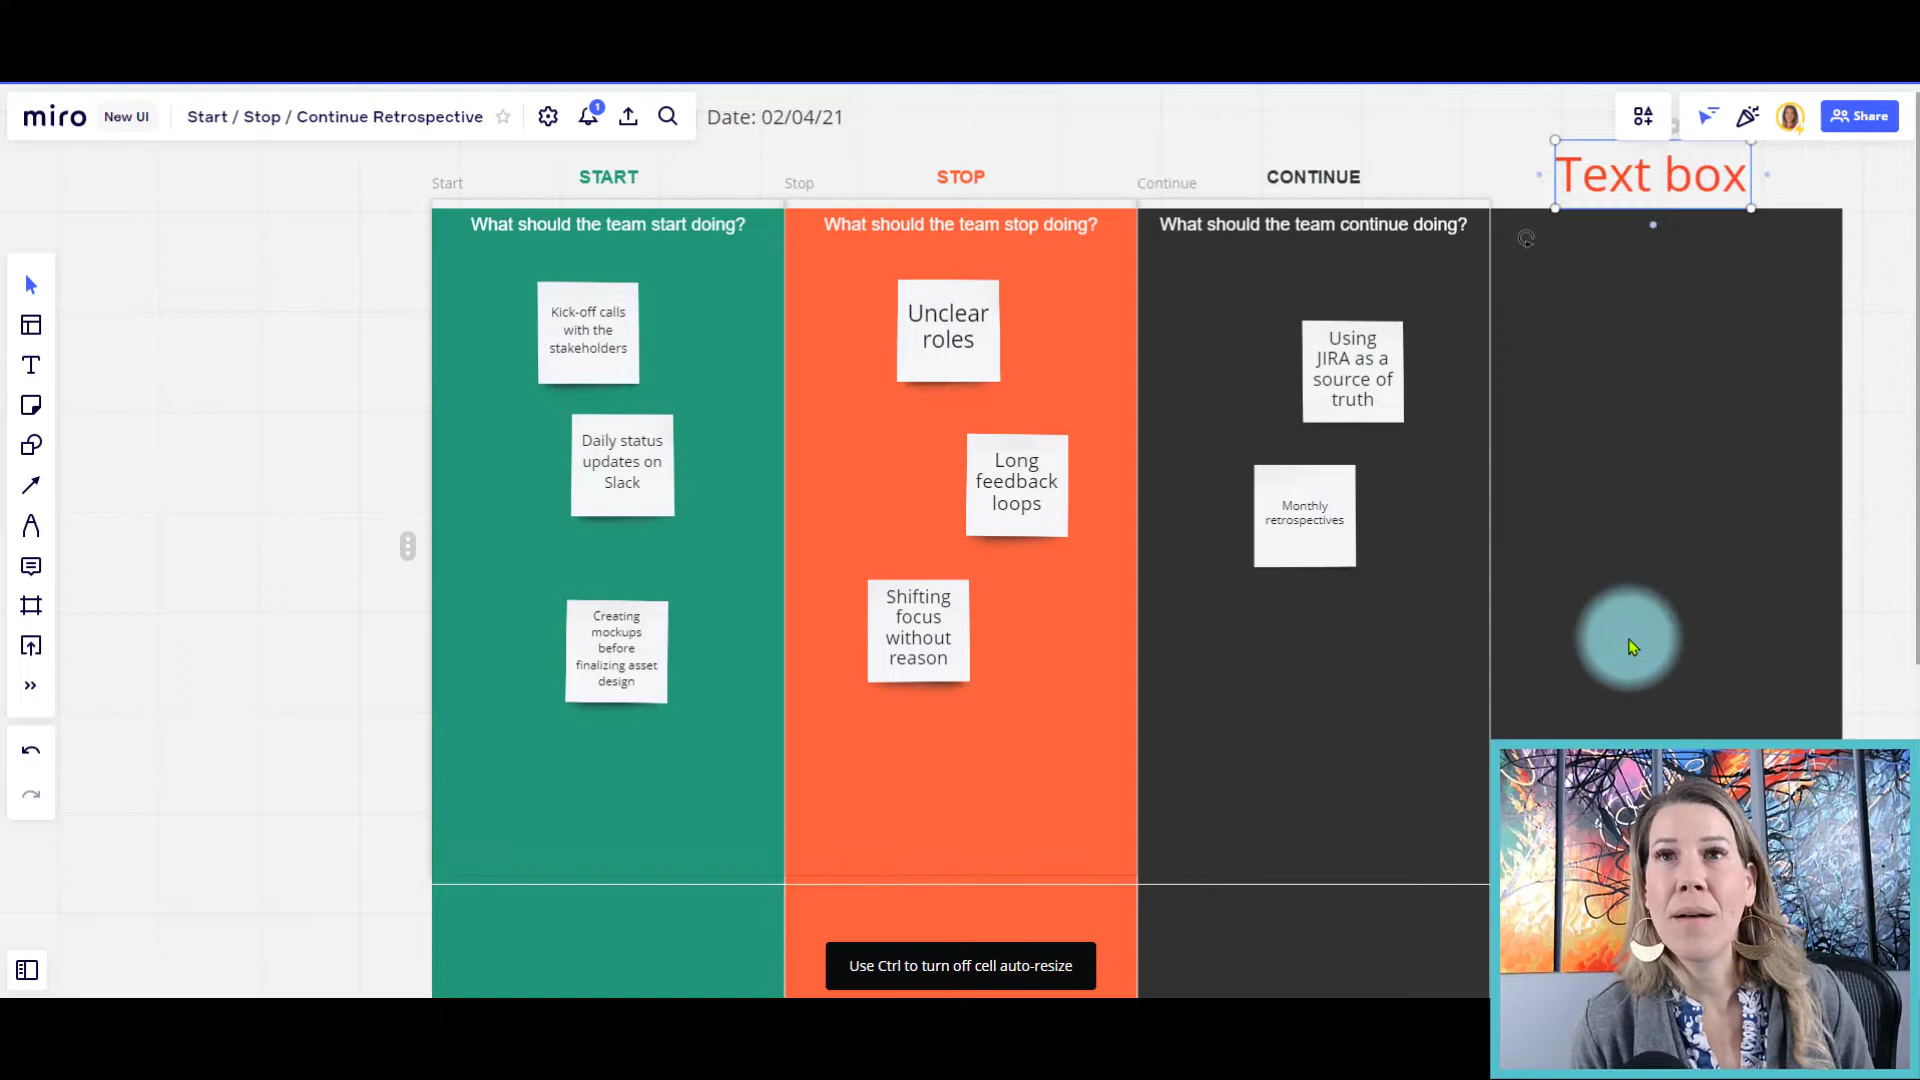 miro
New UI
Start / Stop / Continue Retrospective
1
Date: 02/04/21
Share
Text box
Start
START
Stop
STOP
Continue
CONTINUE
What should the team start doing?
What should the team stop doing?
What should the team continue doing?
Kick-off calls
with the
stakeholders
Daily status
updates on
Slack
Creating
mockups
before
finalizing asset
design
Unclear
roles
Long
feedback
loops
Shifting
focus
without
reason
Using
JIRA as a
source of
truth
Monthly
retrospectives
Use Ctrl to turn off cell auto-resize